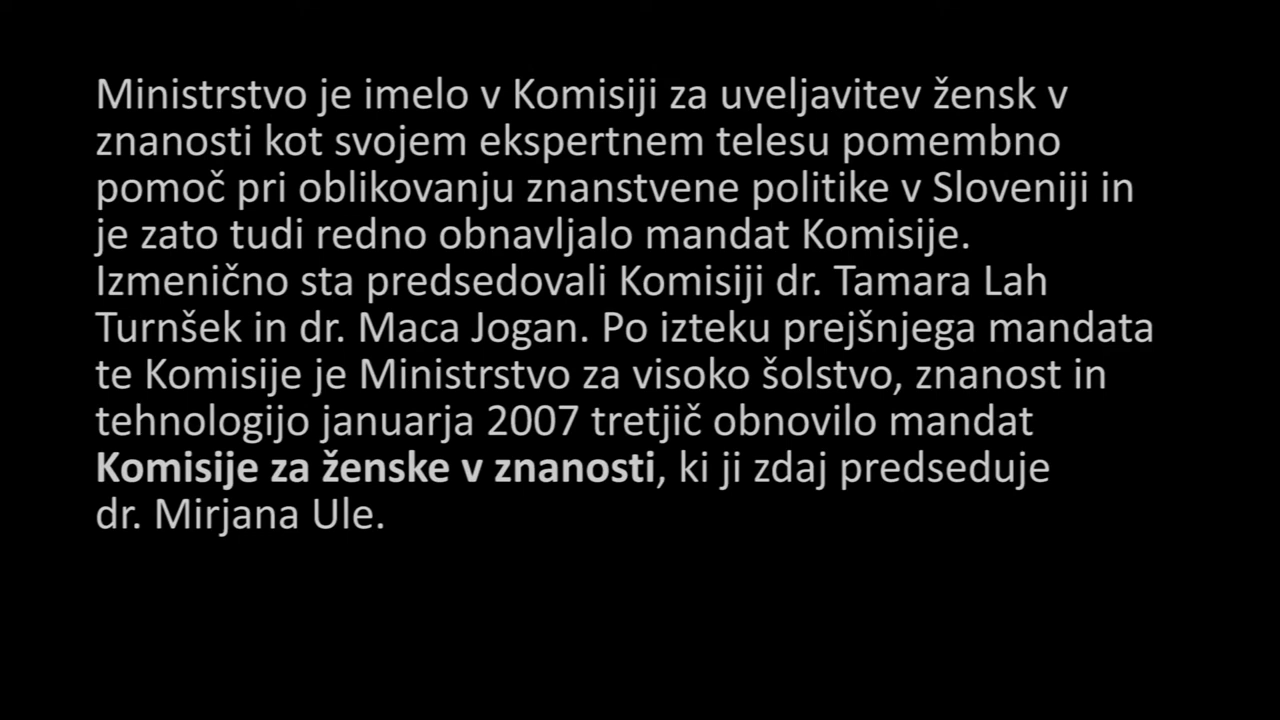 Ministrstvo je imelo v Komisiji za uveljavitev žensk v
znanosti kot svojem ekspertnem telesu pomembno
pomoč pri oblikovanju znanstvene politike v Sloveniji in
je zato tudi redno obnavljalo mandat Komisije.
Izmenično sta predsedovali Komisiji dr. Tamara Lah
Turnšek in dr. Maca Jogan. Po izteku prejšnjega mandata
te Komisije je Ministrstvo za visoko šolstvo, znanost in
tehnologijo januarja 2007 tretjič obnovilo mandat
Komisije za ženske v znanosti, ki ji zdaj predseduje
dr. Mirjana Ule.